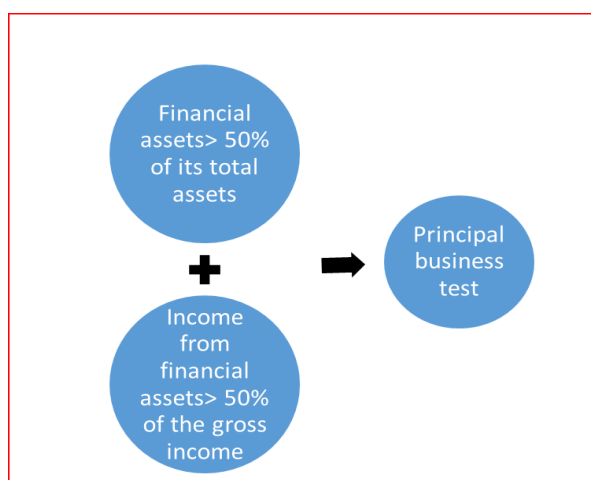 Financial
assets> 50%
of its total
assets
Income
from
financial
assets> 50%
of the gross
income
Principal
business
test